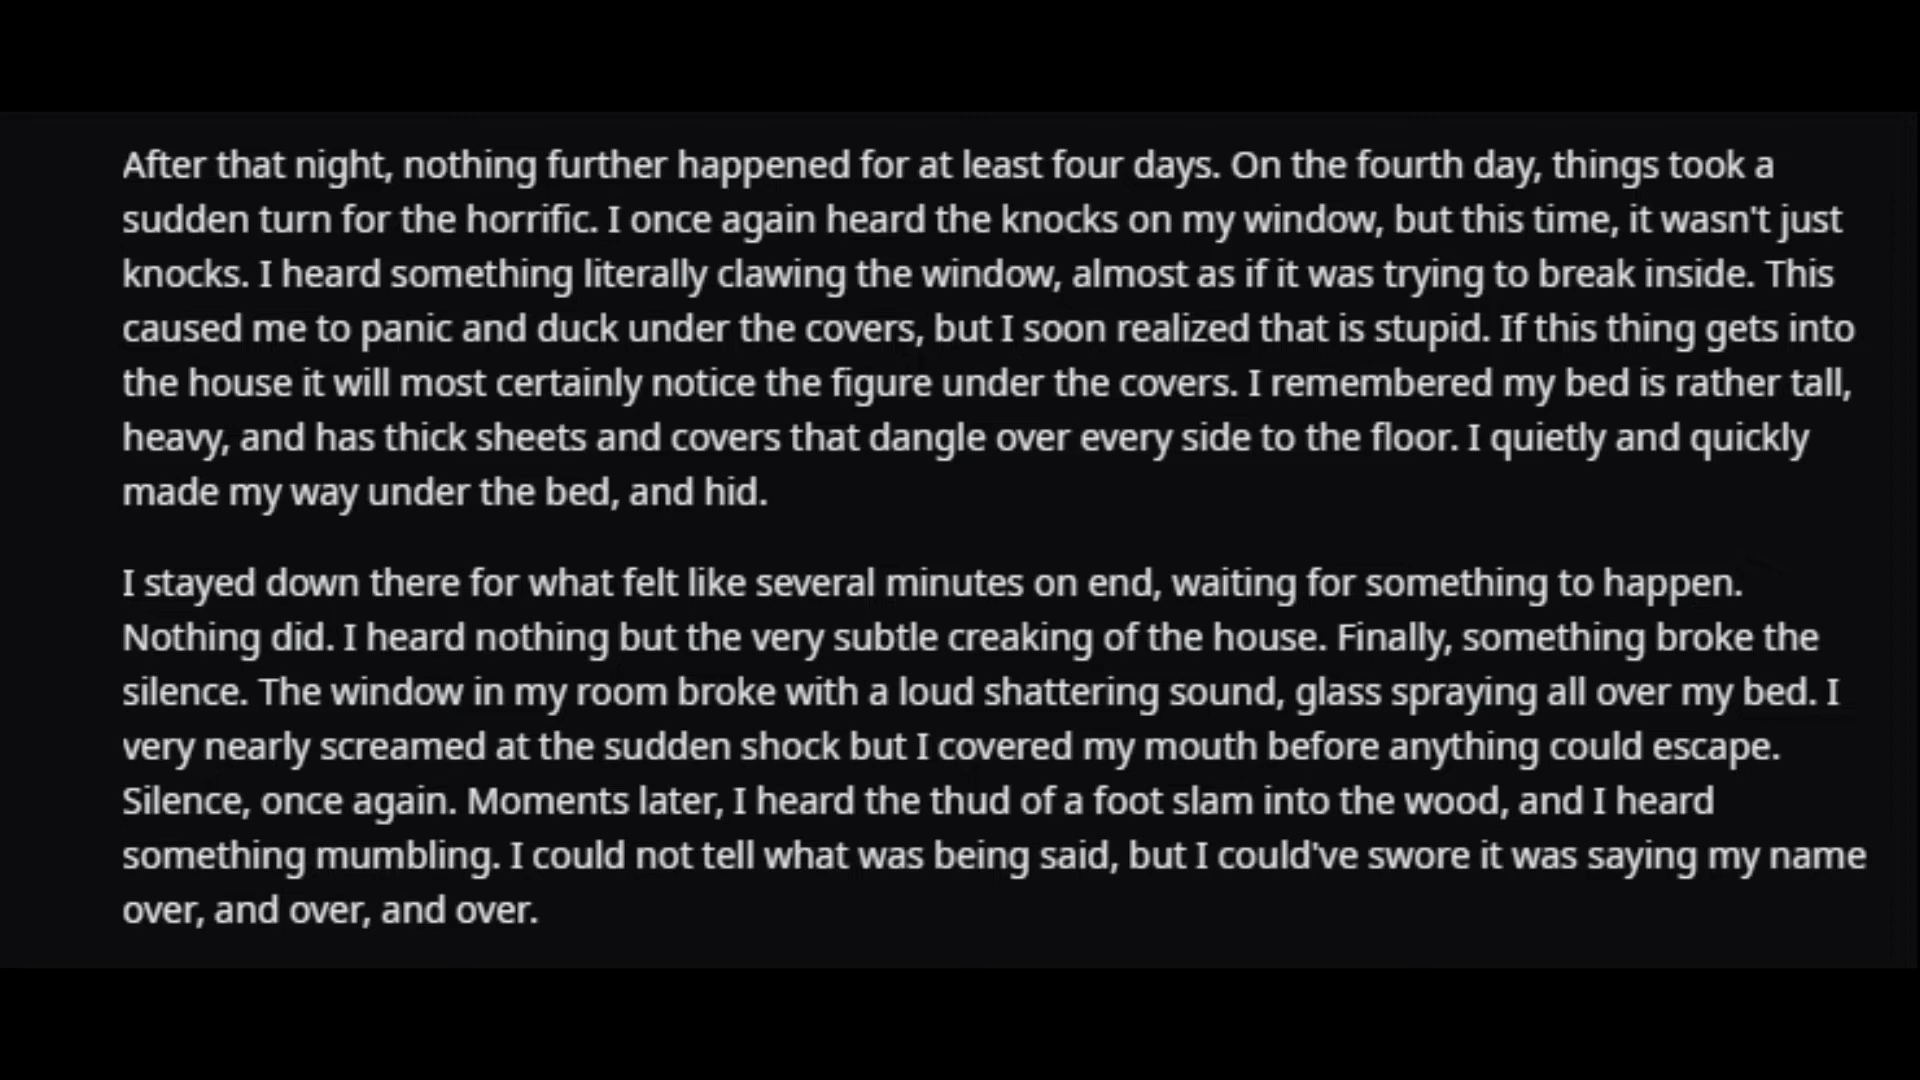 After that night, nothing further happened for at least four days. On the fourth day, things took a
sudden turn for the horrific. I once again heard the knocks on my window, but this time, it wasn't just
knocks. I heard something literally clawing the window, almost as if it was trying to break inside. This
caused me to panic and duck under the covers, but I soon realized that is stupid. If this thing gets into
the house it will most certainly notice the figure under the covers. I remembered my bed is rather tall,
heavy, and has thick sheets and covers that dangle over every side to the floor. I quietly and quickly
made my way under the bed, and hid.
I stayed down there for what felt like several minutes on end, waiting for something to happen.
Nothing did. I heard nothing but the very subtle creaking of the house. Finally, something broke the
silence. The window in my room broke with a loud shattering sound, glass spraying all over my bed. I
very nearly screamed at the sudden shock but I covered my mouth before anything could escape.
Silence, once again. Moments later, I heard the thud of a foot slam into the wood, and I heard
something mumbling. I could not tell what was being said, but I could've swore it was saying my name
over, and over, and over.